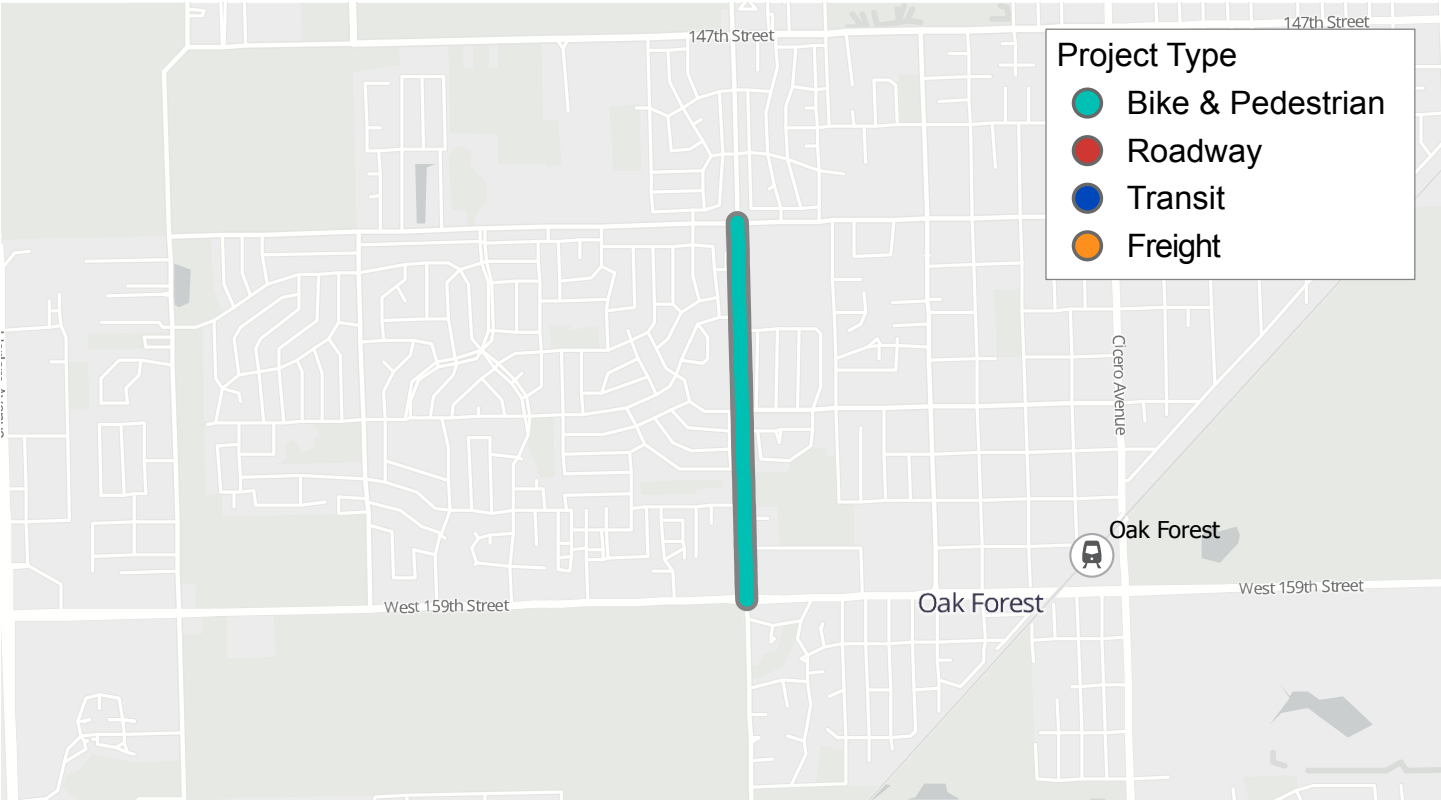 147th Street
147th Street
Project Type
Bike & Pedestrian
Roadway
Transit
Freight
Cicero Avenue
Oak Forest
West 159th Street
Oak Forest
West 159th Street